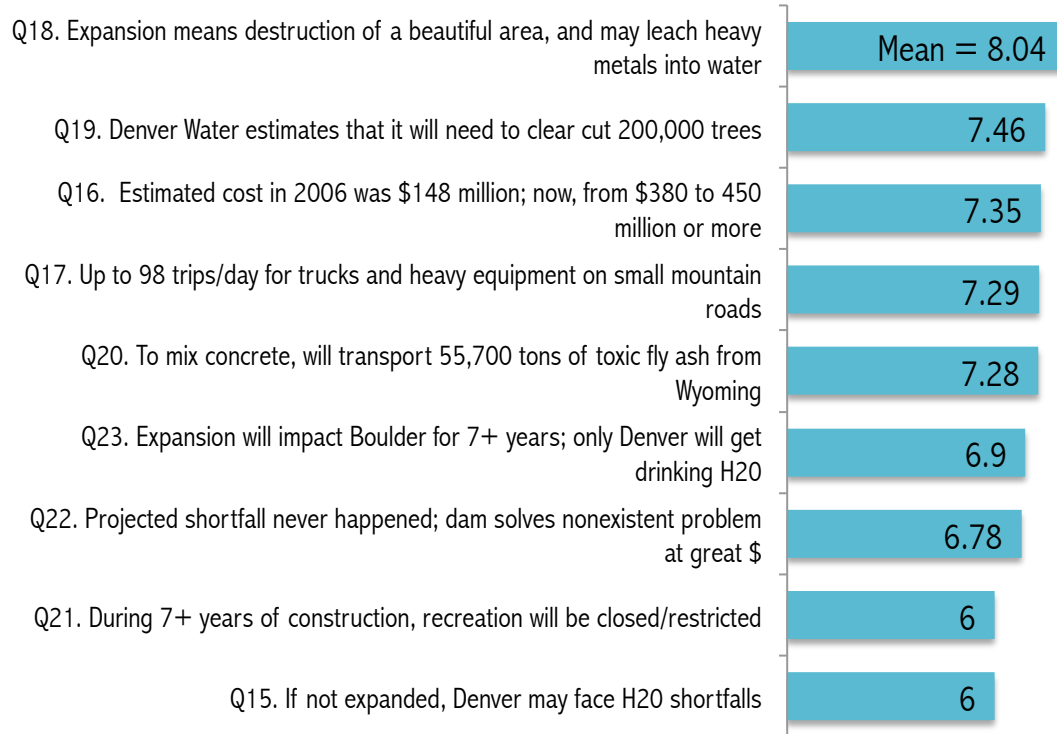 Q18. Expansion means destruction of a beautiful area, and may leach heavy
metals into water
Mean = 8.04
Q19. Denver Water estimates that it will need to clear cut 200,000 trees
7.46
Q16. Estimated cost in 2006 was $148 million; now, from $380 to 450
million or more
7.35
Q17. Up to 98 trips/day for trucks and heavy equipment on small mountain
roads
7.29
Q20. To mix concrete, will transport 55,700 tons of toxic fly ash from
Wyoming
7.28
Q23. Expansion will impact Boulder for 7+ years; only Denver will get
drinking H20
6.9
Q22. Projected shortfall never happened; dam solves nonexistent problem
at great $
6.78
Q21. During 7+ years of construction, recreation will be closed/restricted
6
Q15. If not expanded, Denver may face H20 shortfalls
6